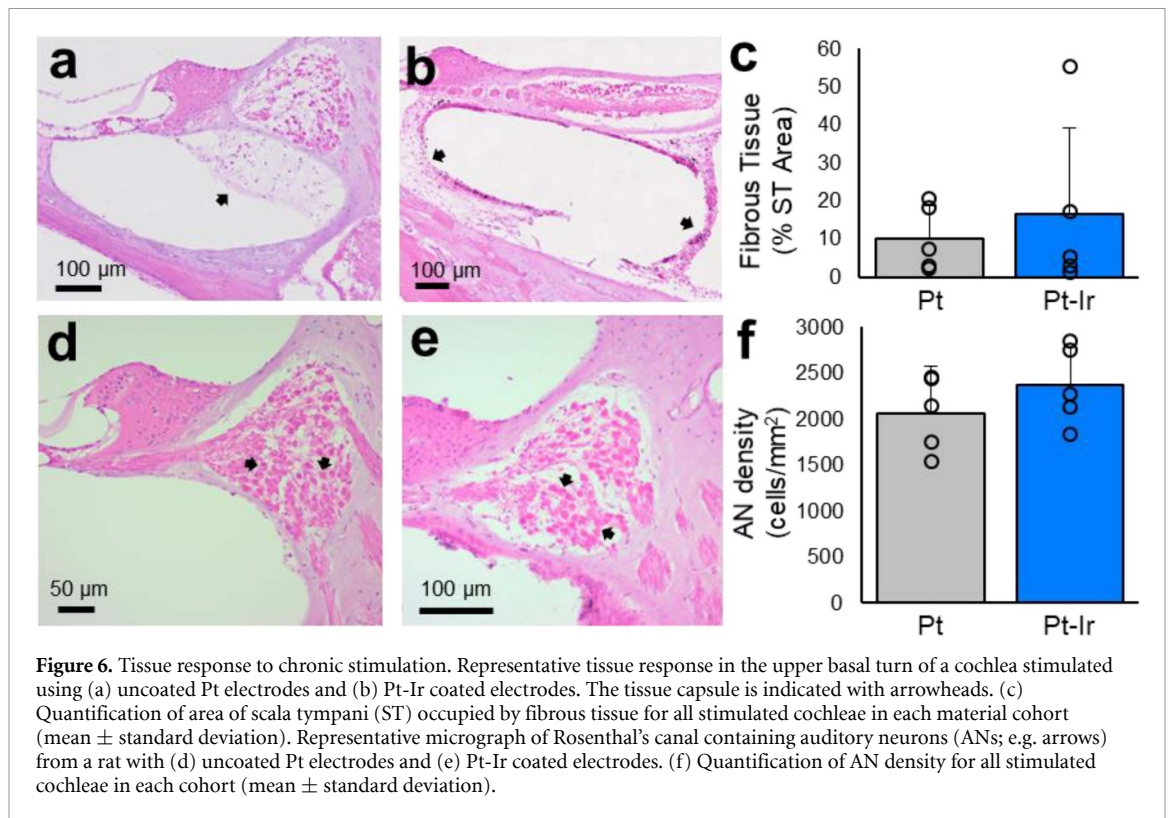 a
100 µm
b
100 µm
c
Fibrous Tissue
(% ST Area)
60
50
40
30
20
10
0
Pt
Pt-Ir
d
50 µm
e
100 µm
f
AN density
(cells/mm²)
3000
2500
2000
1500
1000
500
0
Pt
Pt-Ir
Figure 6. Tissue response to chronic stimulation. Representative tissue response in the upper basal turn of a cochlea stimulated
using (a) uncoated Pt electrodes and (b) Pt-Ir coated electrodes. The tissue capsule is indicated with arrowheads. (c)
Quantification of area of scala tympani (ST) occupied by fibrous tissue for all stimulated cochleae in each material cohort
(mean ± standard deviation). Representative micrograph of Rosenthal’s canal containing auditory neurons (ANs; e.g. arrows)
from a rat with (d) uncoated Pt electrodes and (e) Pt-Ir coated electrodes. (f) Quantification of AN density for all stimulated
cochleae in each cohort (mean ± standard deviation).